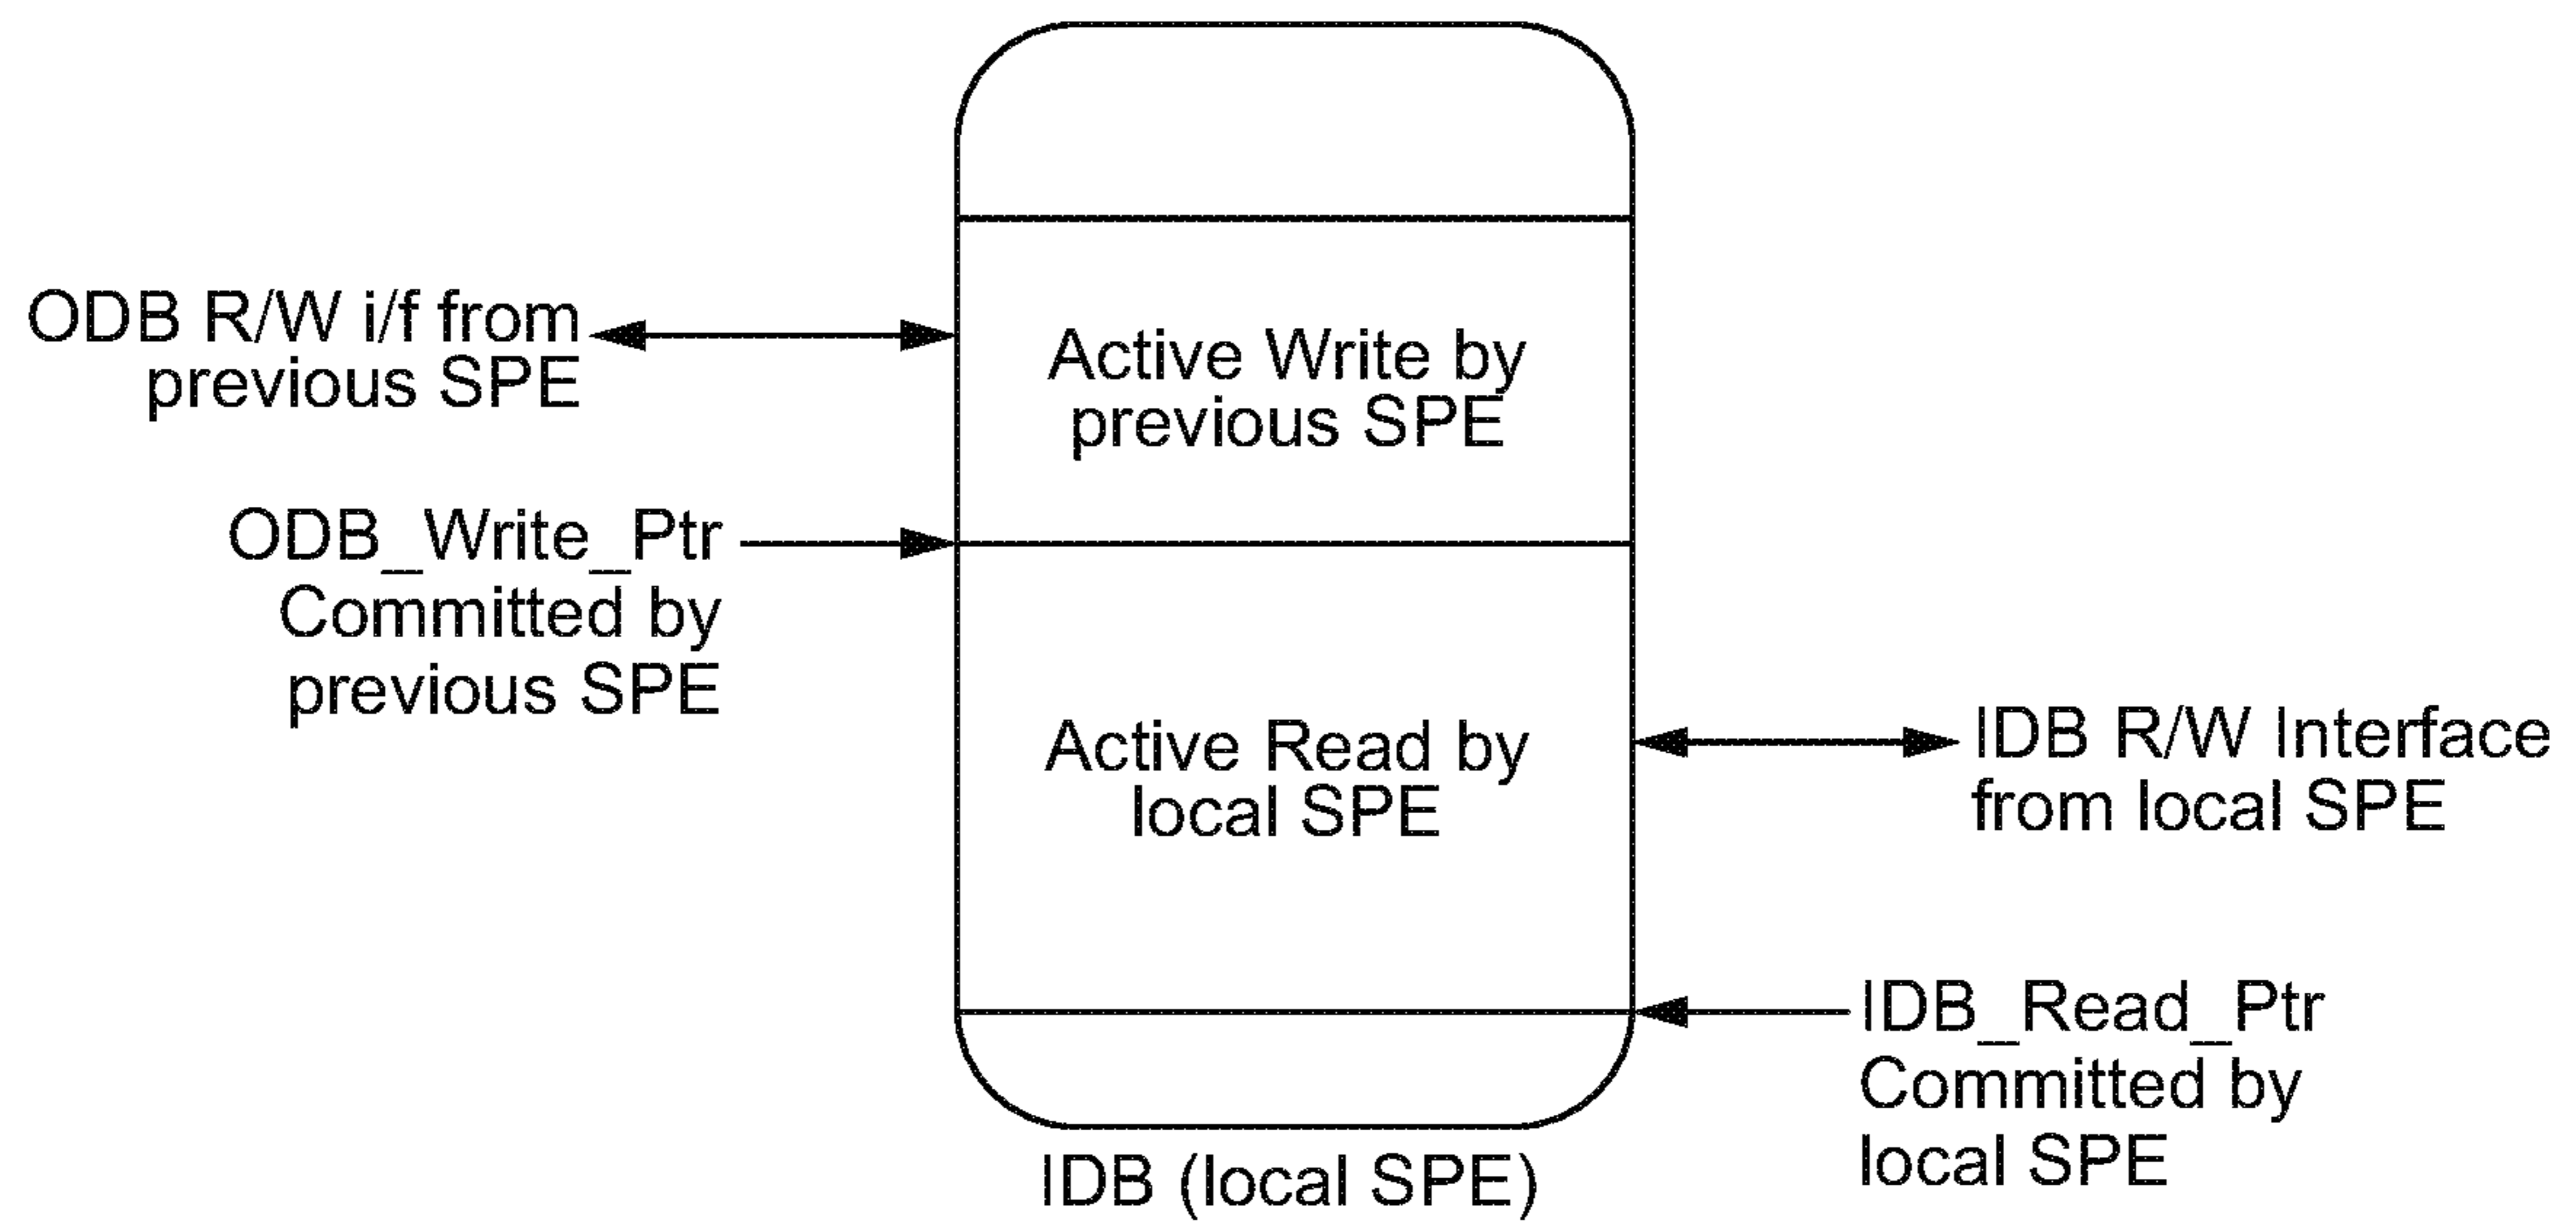 ODB R/W i/f from
previous SPE
Active Write by
previous SPE
ODB_Write_Ptr
Committed by
previous SPE
Active Read by
local SPE
IDB R/W Interface
from local SPE
IDB_Read_Ptr
Committed by
local SPE
IDB (local SPE)